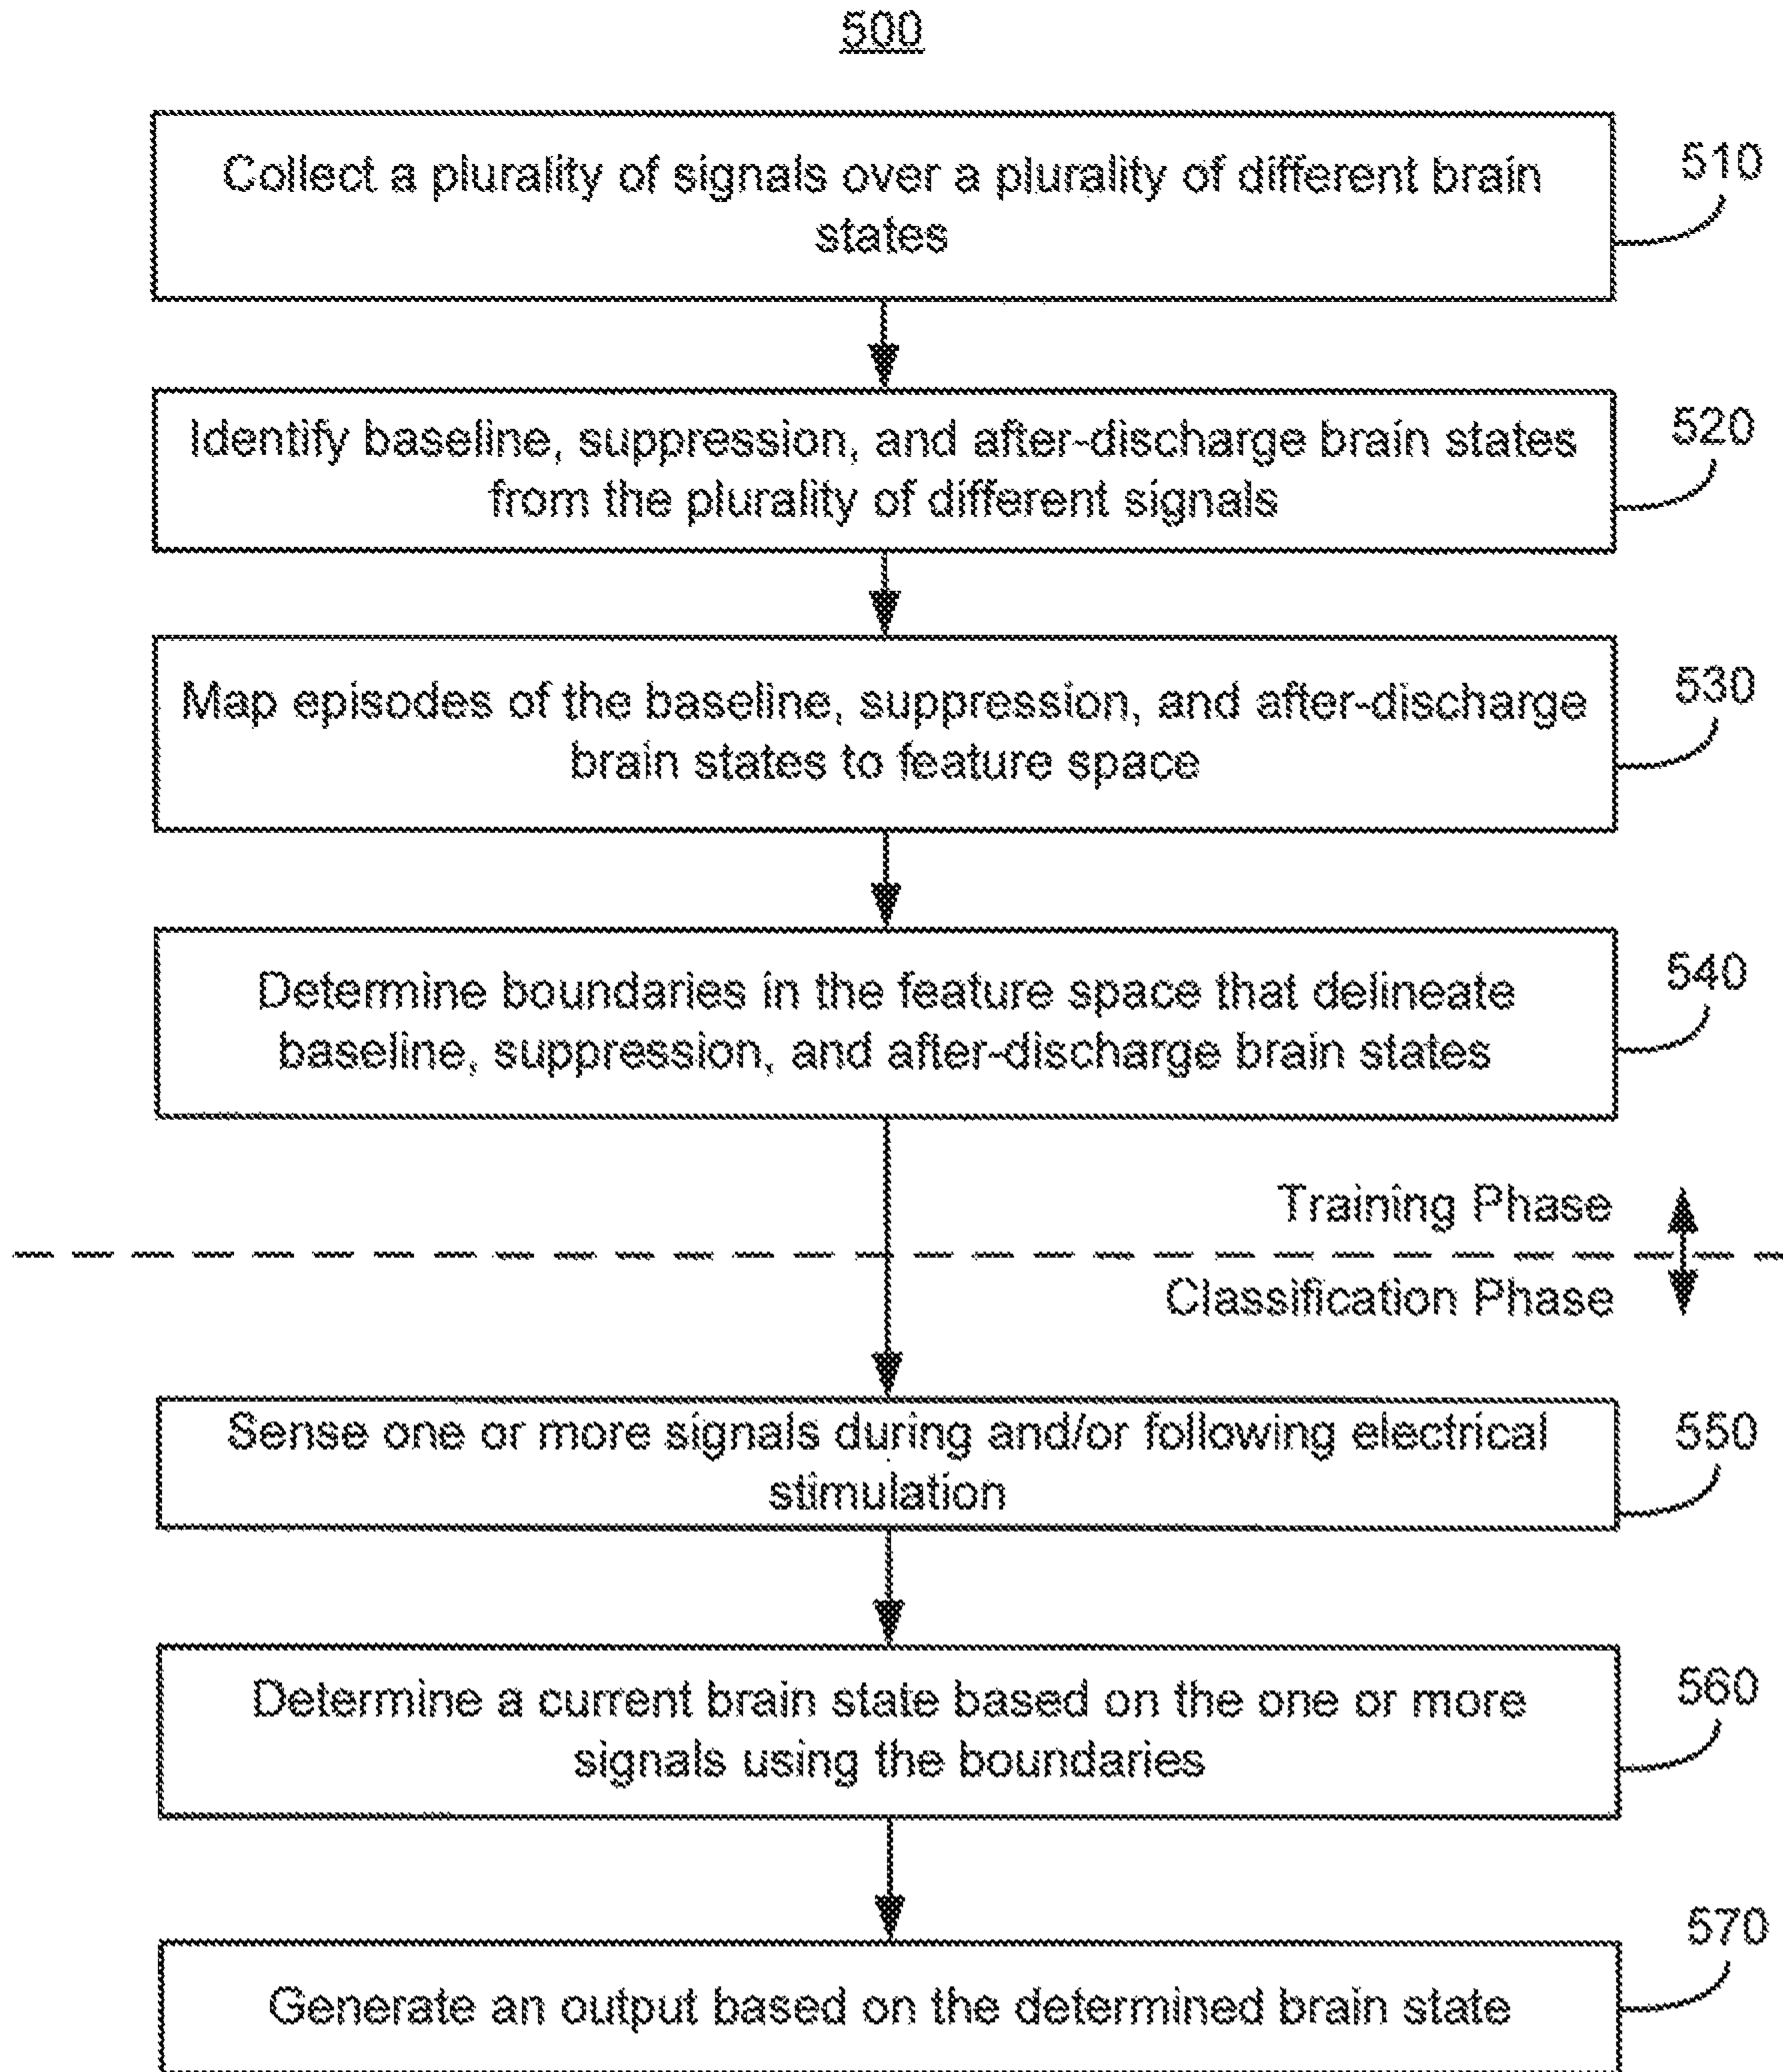 500
Collect a plurality of signals over a plurality of different brain
states
510
Identify baseline, suppression, and after-discharge brain states
from the plurality of different signals
520
Map episodes of the baseline, suppression, and after-discharge
brain states to feature space
530
Determine boundaries in the feature space that delineate
baseline, suppression, and after-discharge brain states
540
Training Phase
Classification Phase
Sense one or more signals during and/or following electrical
stimulation
550
Determine a current brain state based on the one or more
signals using the boundaries
560
Generate an output based on the determined brain state
570